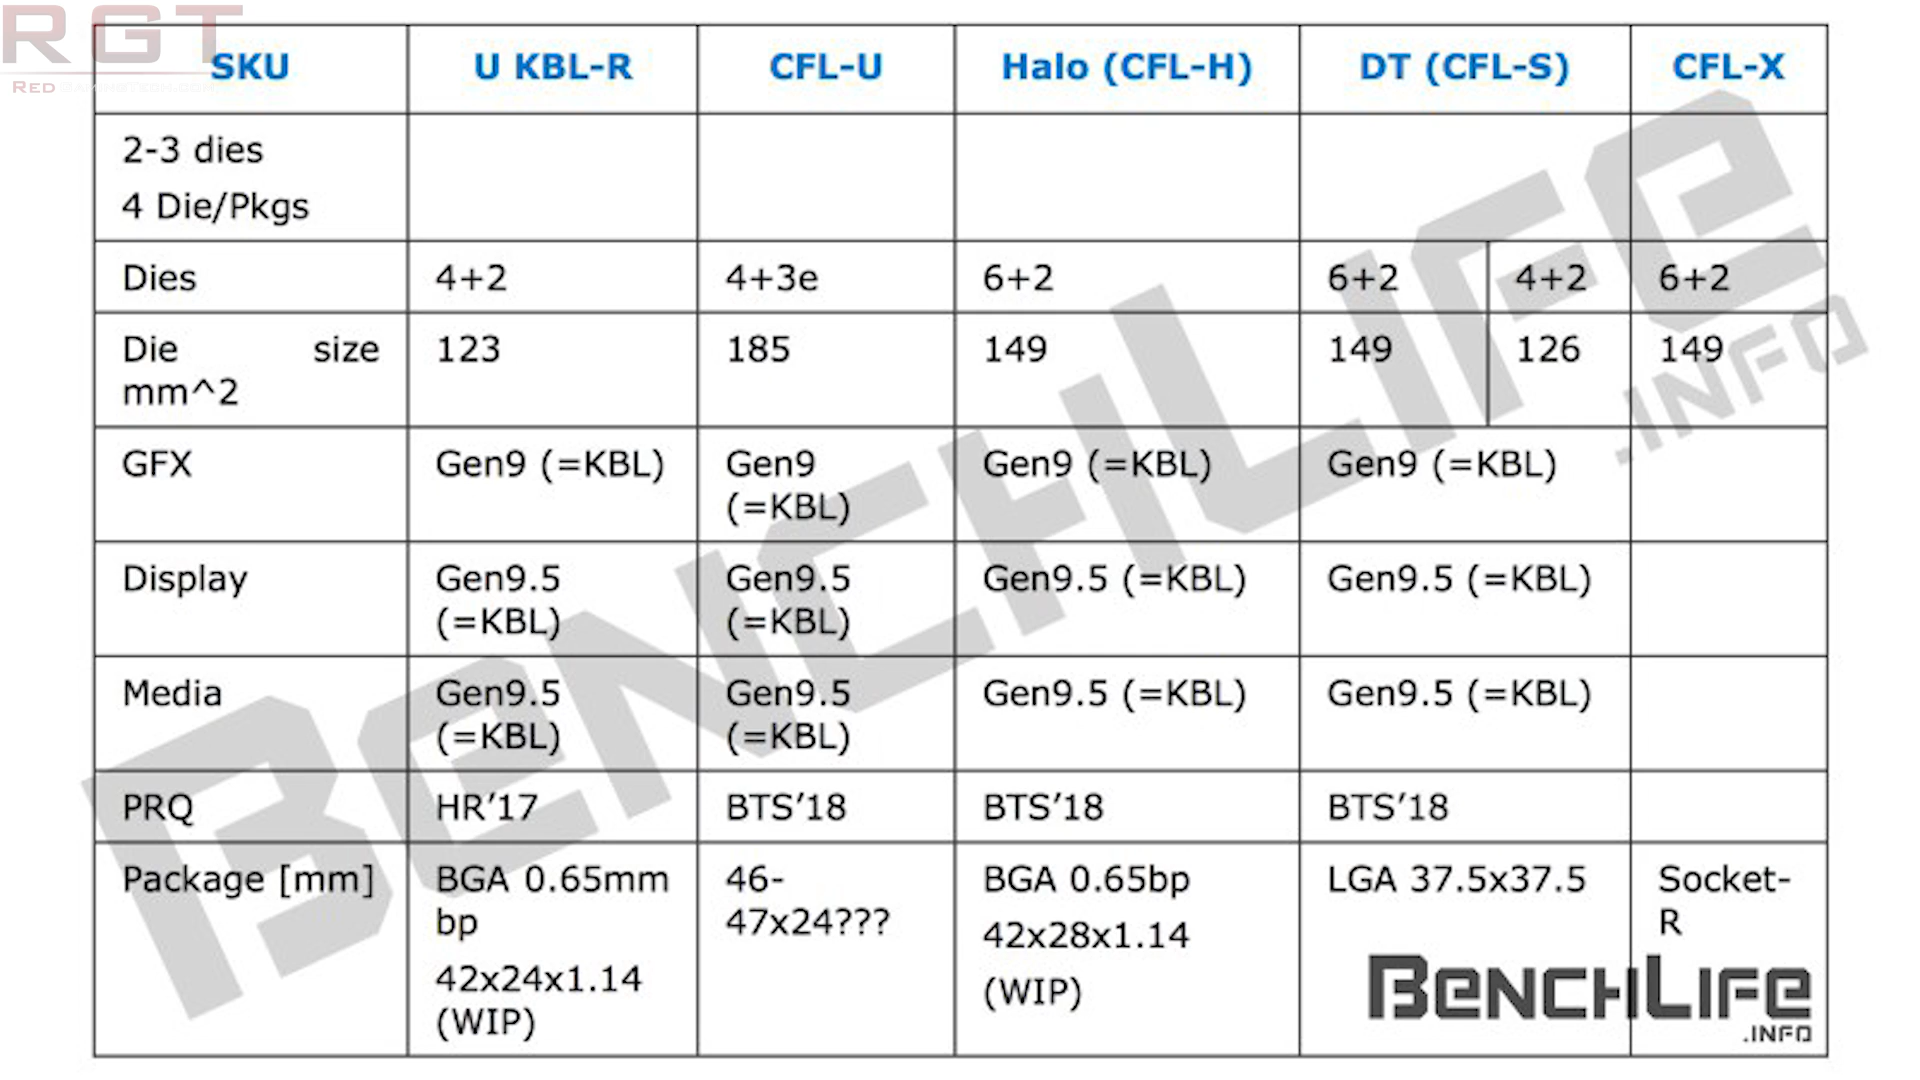 RGT
RED GAMINGTECH.COM
SKU U KBL-R CFL-U Halo (CFL-H) DT (CFL-S) CFL-X
2-3 dies
4 Die/Pkgs
Dies 4+2 4+3e 6+2 6+2 4+2 6+2
Die size 123 185 149 149 126 149
mm^2
GFX Gen9 (=KBL) Gen9 Gen9 (=KBL) Gen9 (=KBL)
(=KBL)
Display Gen9.5 Gen9.5 Gen9.5 (=KBL) Gen9.5 (=KBL)
(=KBL) (=KBL)
Media Gen9.5 Gen9.5 Gen9.5 (=KBL) Gen9.5 (=KBL)
(=KBL) (=KBL)
PRQ HR’17 BTS’18 BTS’18 BTS’18
Package [mm] BGA 0.65mm 46- BGA 0.65bp LGA 37.5x37.5 Socket-
bp 47x24??? 42x28x1.14 R
42x24x1.14 (WIP)
(WIP)
BENCHLIFE
.INFO
BENCHLIFE
.INFO